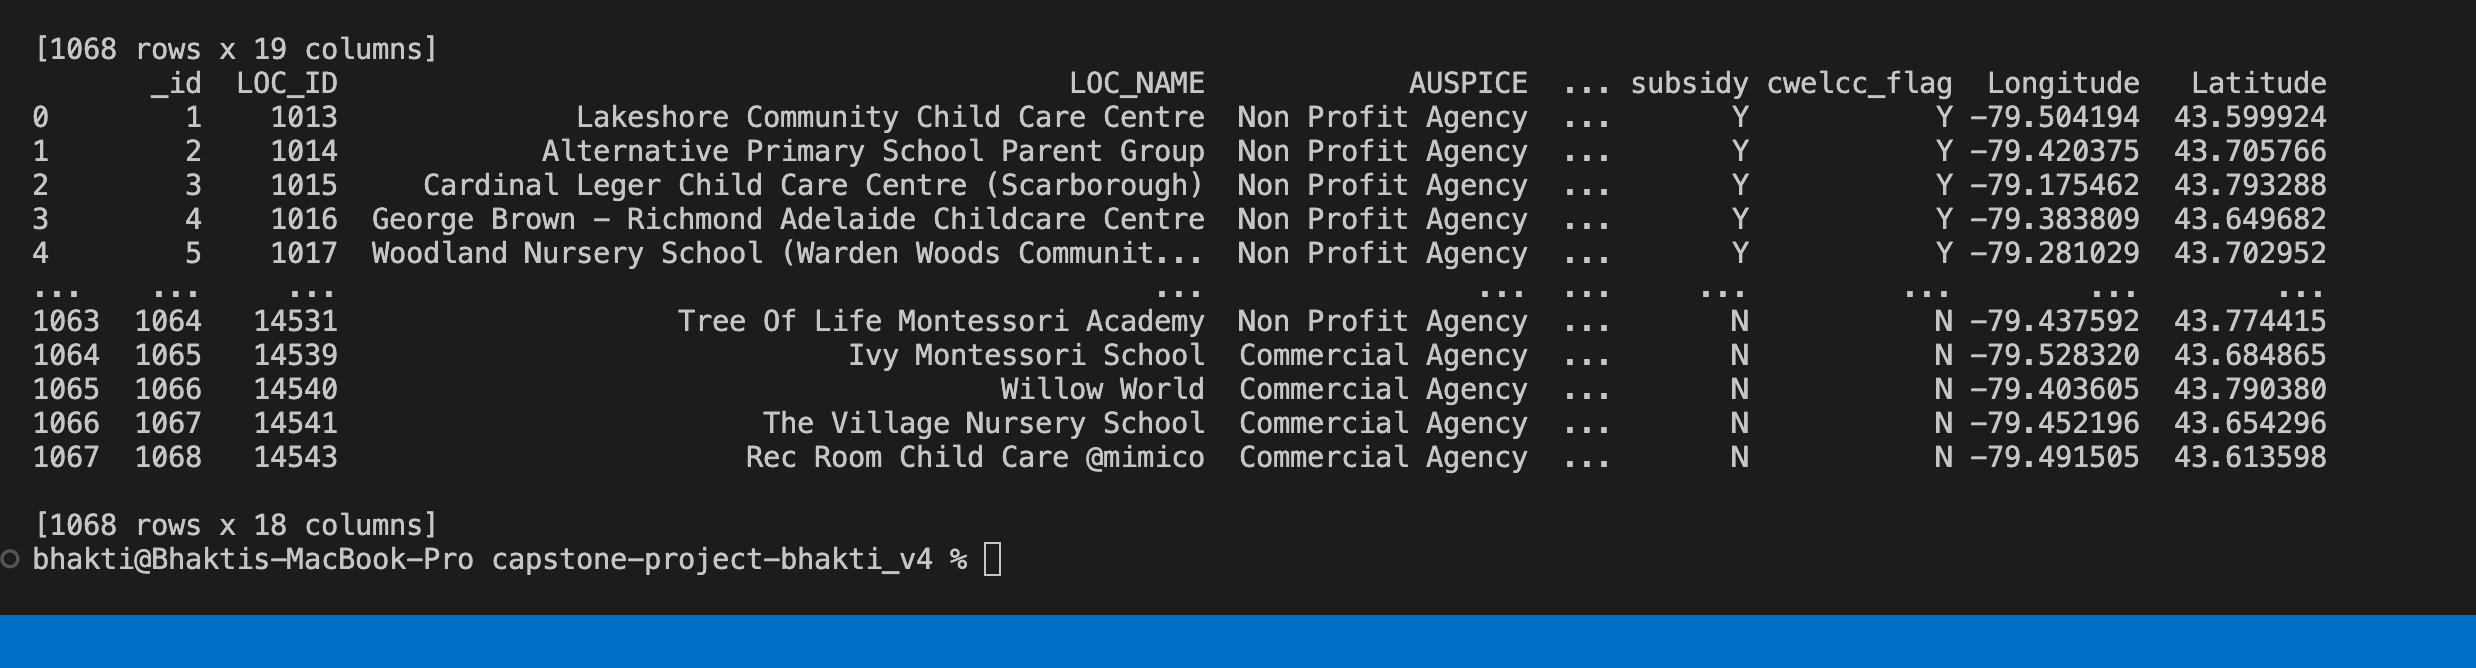 [1068 rows x 19 columns]
_id LOC_ID LOC_NAME AUSPICE ... subsidy cwelcc_flag Longitude Latitude
0 1 1013 Lakeshore Community Child Care Centre Non Profit Agency ... Y Y -79.504194 43.599924
1 2 1014 Alternative Primary School Parent Group Non Profit Agency ... Y Y -79.420375 43.705766
2 3 1015 Cardinal Leger Child Care Centre (Scarborough) Non Profit Agency ... Y Y -79.175462 43.793288
3 4 1016 George Brown - Richmond Adelaide Childcare Centre Non Profit Agency ... Y Y -79.383809 43.649682
4 5 1017 Woodland Nursery School (Warden Woods Communit... Non Profit Agency ... Y Y -79.281029 43.702952
... ... ... ... ... ... ... ... ... ...
1063 1064 14531 Tree Of Life Montessori Academy Non Profit Agency ... N N -79.437592 43.774415
1064 1065 14539 Ivy Montessori School Commercial Agency ... N N -79.528320 43.684865
1065 1066 14540 Willow World Commercial Agency ... N N -79.403605 43.790380
1066 1067 14541 The Village Nursery School Commercial Agency ... N N -79.452196 43.654296
1067 1068 14543 Rec Room Child Care @mimico Commercial Agency ... N N -79.491505 43.613598
[1068 rows x 18 columns]
bhakti@Bhaktis-MacBook-Pro capstone-project-bhakti_v4 %